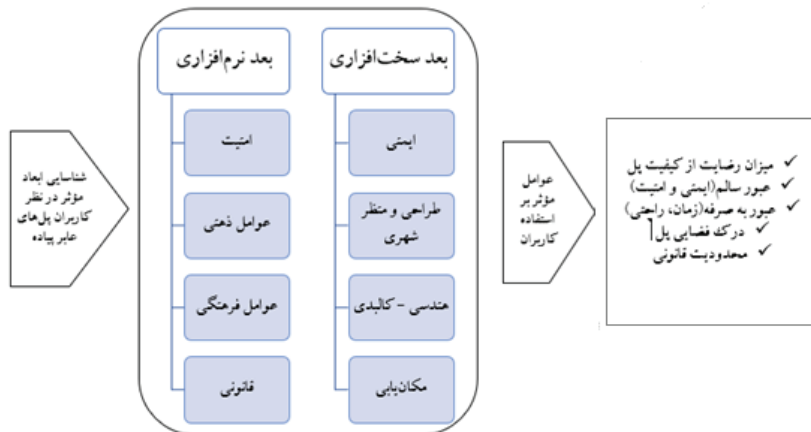 شناسایی ابعاد
مؤثر در نظر
کاربران پل‌های
عابر پیاده
بعد نرم‌افزاری
امنیت
عوامل ذهنی
عوامل فرهنگی
قانونی
بعد سخت‌افزاری
ایمنی
طراحی و منظر
شهری
هندسی - کالبدی
مکان‌یابی
عوامل
مؤثر بر
استفاده
کاربران
✓ میزان رضایت از کیفیت پل
✓ عبور سالم(ایمنی و امنیت)
✓ عبور به صرفه(زمان، راحتی)
✓ درک فضایی پل
✓ محدودیت قانونی